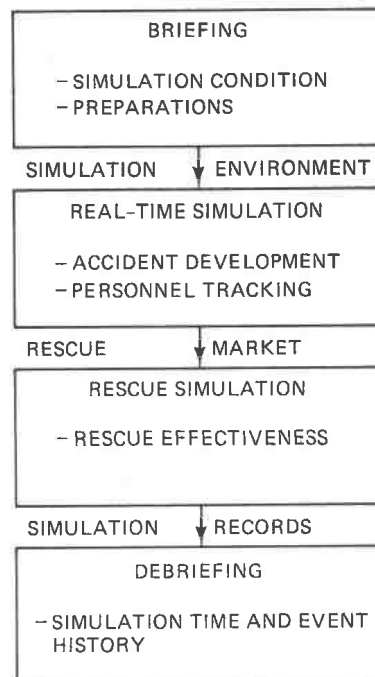 BRIEFING
– SIMULATION CONDITION
– PREPARATIONS
SIMULATION ENVIRONMENT
REAL-TIME SIMULATION
– ACCIDENT DEVELOPMENT
– PERSONNEL TRACKING
RESCUE MARKET
RESCUE SIMULATION
– RESCUE EFFECTIVENESS
SIMULATION RECORDS
DEBRIEFING
– SIMULATION TIME AND EVENT
HISTORY